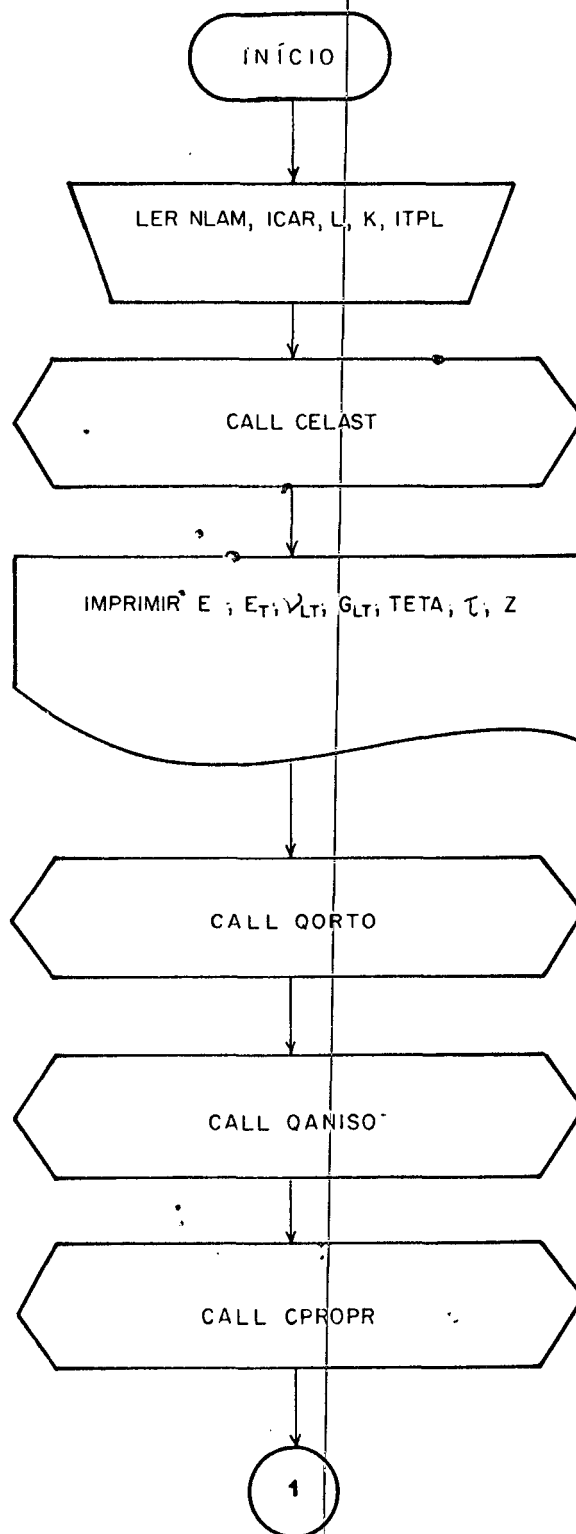 INÍCIO
LER NLAM, ICAR, L, K, ITPL
CALL CELAST
IMPRIMIR E ; E_T; ν_LT; G_LT; TETA; τ; Z
CALL QORTO
CALL QANISO
CALL CPROPR
1